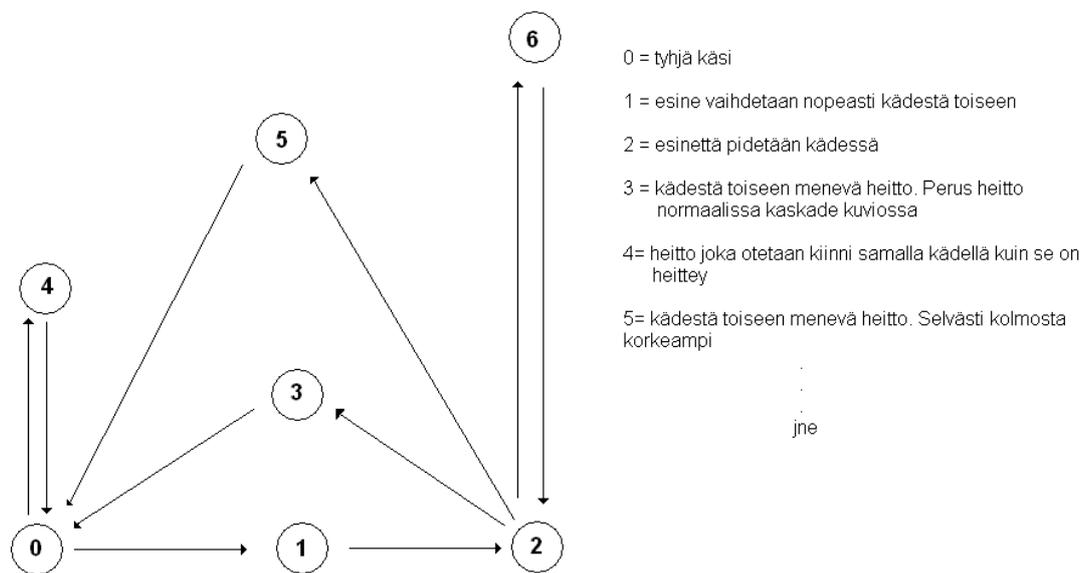 6
0 = tyhjä käsi
1 = esine vaihdetaan nopeasti kädestä toiseen
5
2 = esinettä pidetään kädessä
3 = kädestä toiseen menevä heitto. Perus heitto
normaalissa kaskade kuviossa
4= heitto joka otetaan kiinni samalla kädellä kuin se on
heittey
4
5= kädestä toiseen menevä heitto. Selvästi kolmosta
korkeampi
.
.
.
3
jne
0
1
2